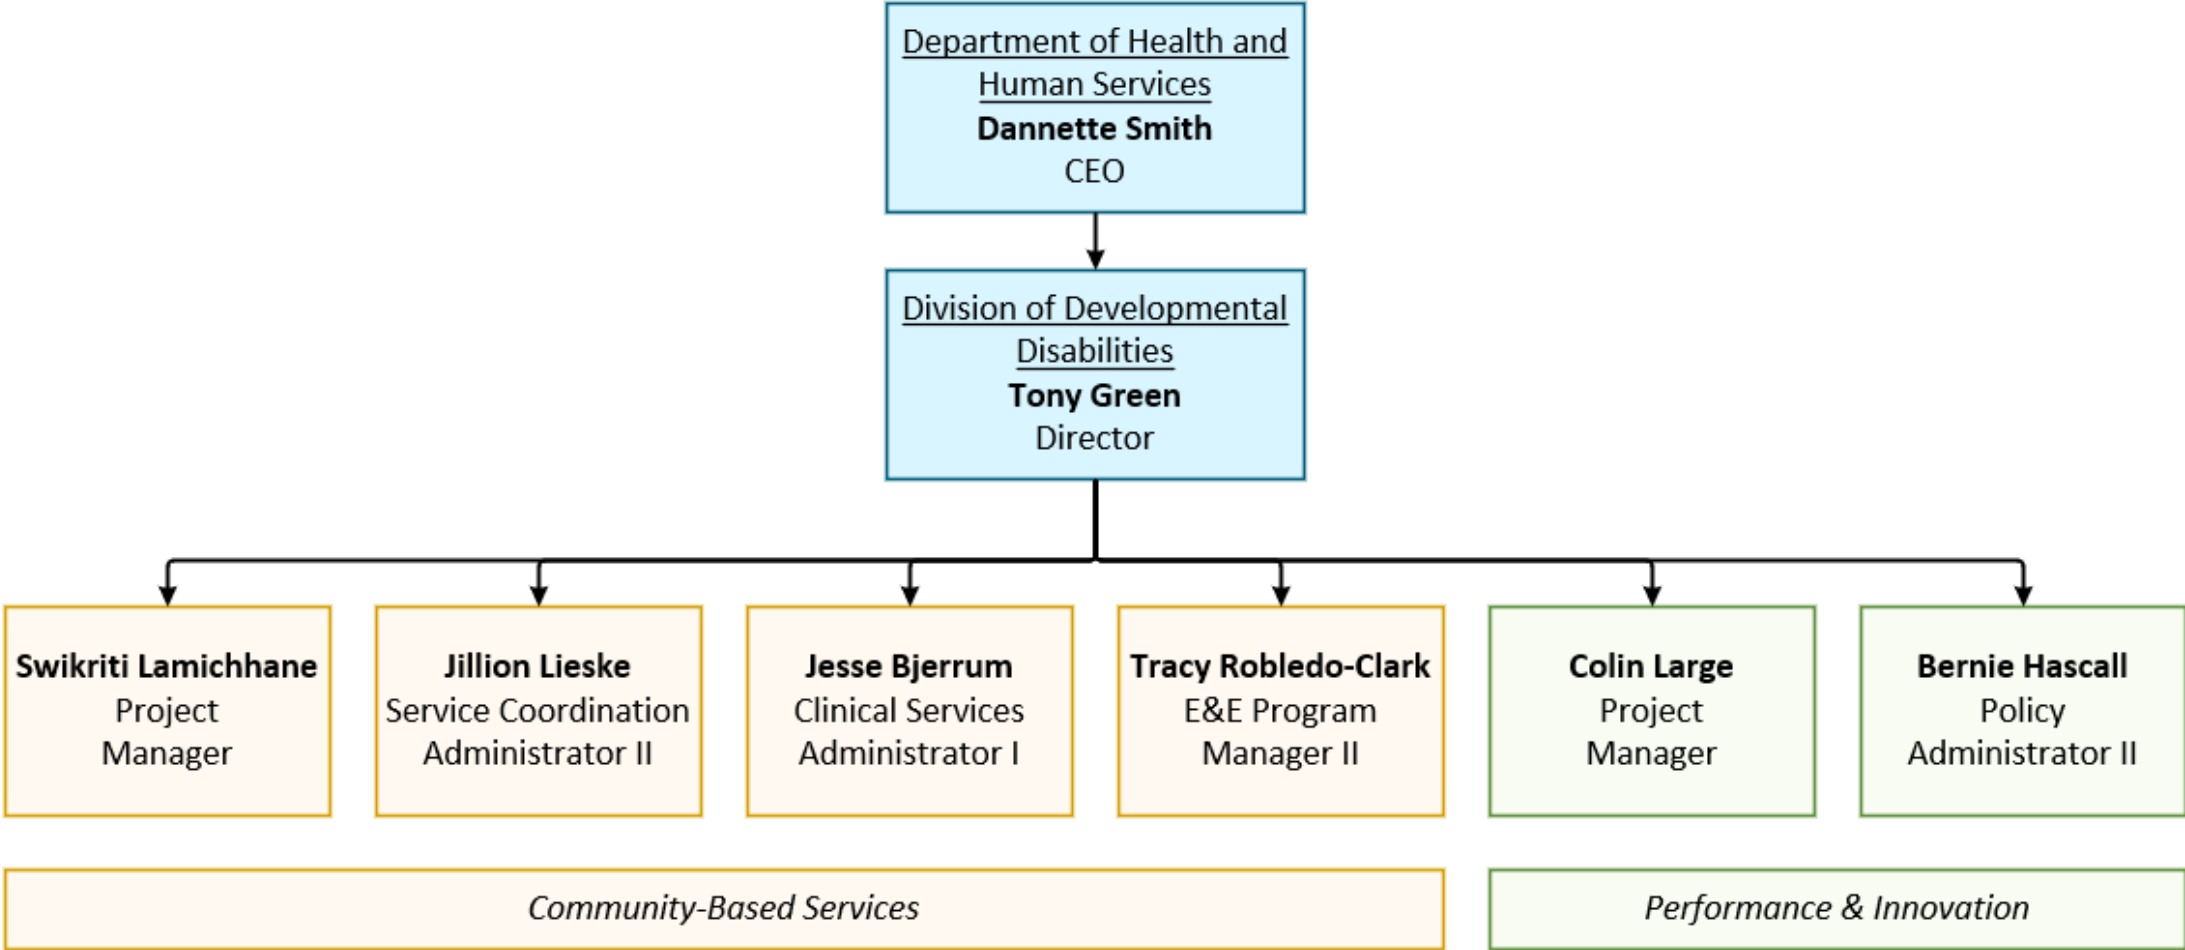 Department of Health and
Human Services
Dannette Smith
CEO
Division of Developmental
Disabilities
Tony Green
Director
Swikriti Lamichhane
Project
Manager
Jillion Lieske
Service Coordination
Administrator II
Jesse Bjerrum
Clinical Services
Administrator I
Tracy Robledo-Clark
E&E Program
Manager II
Colin Large
Project
Manager
Bernie Hascall
Policy
Administrator II
Community-Based Services
Performance & Innovation